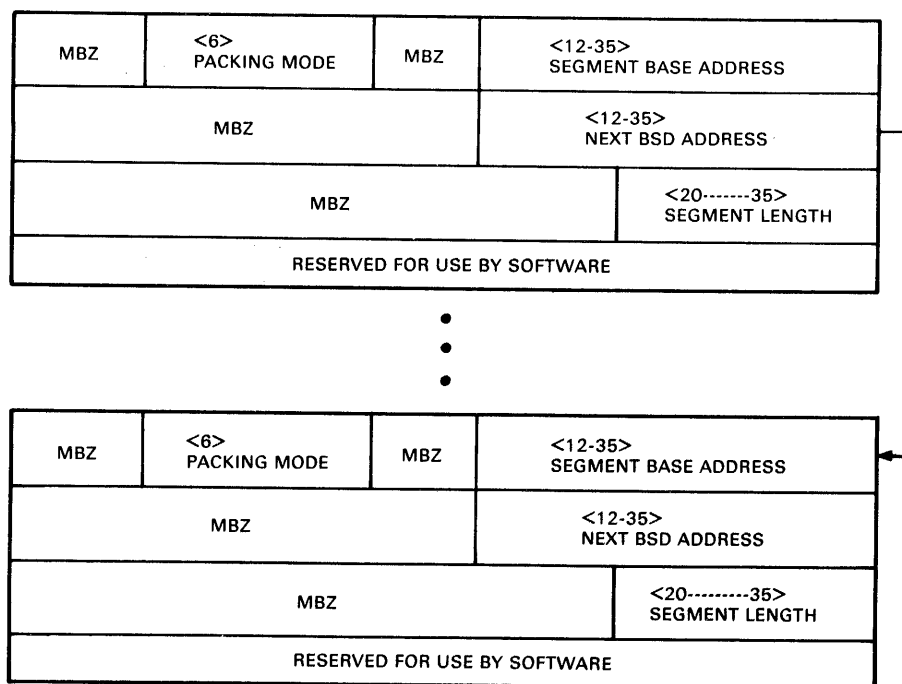 MBZ
<6>
PACKING MODE
MBZ
<12-35>
SEGMENT BASE ADDRESS
MBZ
<12-35>
NEXT BSD ADDRESS
MBZ
<20-------35>
SEGMENT LENGTH
RESERVED FOR USE BY SOFTWARE
MBZ
<6>
PACKING MODE
MBZ
<12-35>
SEGMENT BASE ADDRESS
MBZ
<12-35>
NEXT BSD ADDRESS
MBZ
<20---------35>
SEGMENT LENGTH
RESERVED FOR USE BY SOFTWARE